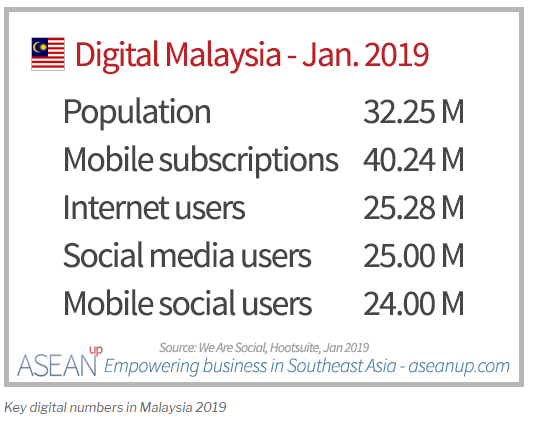 Digital Malaysia - Jan. 2019
Population 32.25 M
Mobile subscriptions 40.24 M
Internet users 25.28 M
Social media users 25.00 M
Mobile social users 24.00 M
Source: We Are Social, Hootsuite, Jan 2019
ASEAN up Empowering business in Southeast Asia - aseanup.com
Key digital numbers in Malaysia 2019